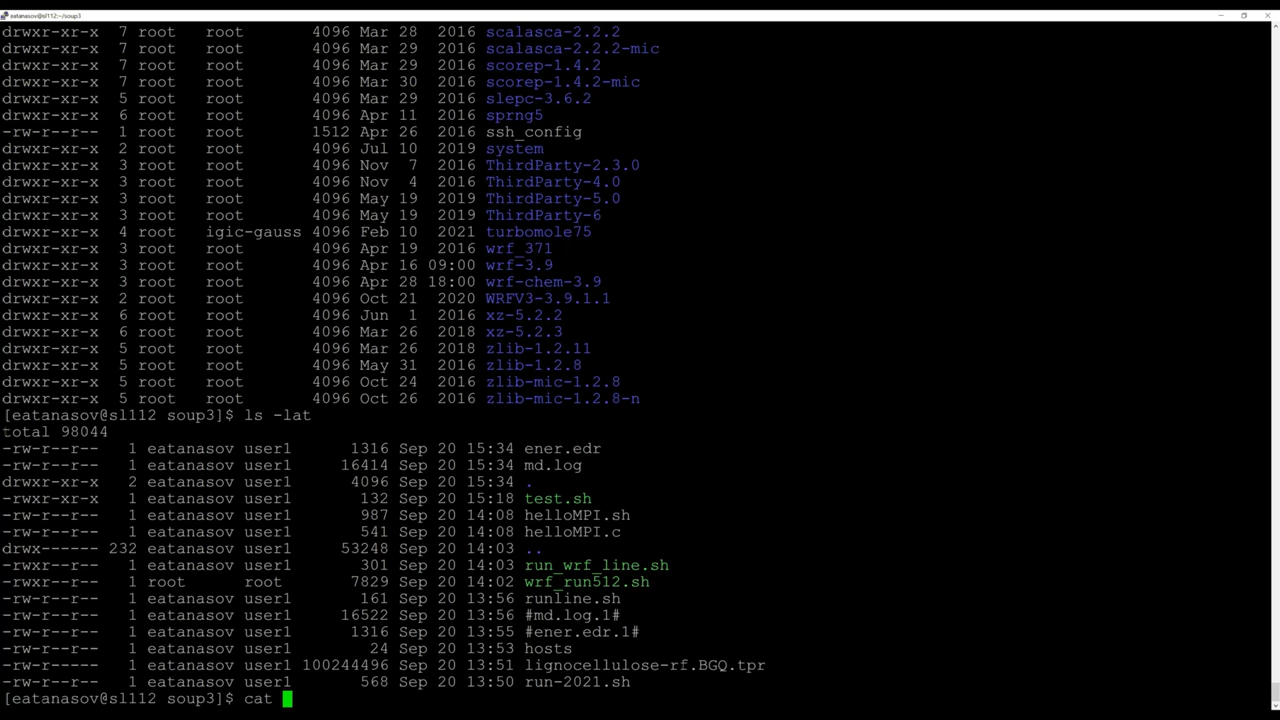 eatanasov@sl112:~/soup3
drwxr-xr-x 7 root root 4096 Mar 28 2016 scalasca-2.2.2
drwxr-xr-x 7 root root 4096 Mar 29 2016 scalasca-2.2.2-mic
drwxr-xr-x 7 root root 4096 Mar 29 2016 scorep-1.4.2
drwxr-xr-x 7 root root 4096 Mar 29 2016 scorep-1.4.2-mic
drwxr-xr-x 5 root root 4096 Mar 29 2016 slepc-3.6.2
drwxr-xr-x 6 root root 4096 Apr 11 2016 sprng5
-rw-r--r-- 1 root root 1512 Apr 26 2016 ssh_config
drwxr-xr-x 2 root root 4096 Jul 10 2019 system
drwxr-xr-x 3 root root 4096 Nov 7 2016 ThirdParty-2.3.0
drwxr-xr-x 3 root root 4096 Nov 4 2016 ThirdParty-4.0
drwxr-xr-x 3 root root 4096 May 19 2019 ThirdParty-5.0
drwxr-xr-x 3 root root 4096 May 19 2019 ThirdParty-6
drwxr-xr-x 4 root igic-gauss 4096 Feb 10 2021 turbomole75
drwxr-xr-x 3 root root 4096 Apr 19 2016 wrf_371
drwxr-xr-x 3 root root 4096 Apr 16 09:00 wrf-3.9
drwxr-xr-x 3 root root 4096 Apr 28 18:00 wrf-chem-3.9
drwxr-xr-x 2 root root 4096 Oct 21 2020 WRFV3-3.9.1.1
drwxr-xr-x 6 root root 4096 Jun 1 2016 xz-5.2.2
drwxr-xr-x 6 root root 4096 Mar 26 2018 xz-5.2.3
drwxr-xr-x 5 root root 4096 Mar 26 2018 zlib-1.2.11
drwxr-xr-x 5 root root 4096 May 31 2016 zlib-1.2.8
drwxr-xr-x 5 root root 4096 Oct 24 2016 zlib-mic-1.2.8
drwxr-xr-x 5 root root 4096 Oct 26 2016 zlib-mic-1.2.8-n
[eatanasov@sl112 soup3]$ ls -lat
total 98044
-rw-r--r-- 1 eatanasov user1 1316 Sep 20 15:34 ener.edr
-rw-r--r-- 1 eatanasov user1 16414 Sep 20 15:34 md.log
drwxr-xr-x 2 eatanasov user1 4096 Sep 20 15:34 .
-rwxr-xr-x 1 eatanasov user1 132 Sep 20 15:18 test.sh
-rw-r--r-- 1 eatanasov user1 987 Sep 20 14:08 helloMPI.sh
-rw-r--r-- 1 eatanasov user1 541 Sep 20 14:08 helloMPI.c
drwx------ 232 eatanasov user1 53248 Sep 20 14:03 ..
-rwxr-xr-x 1 eatanasov user1 301 Sep 20 14:03 run_wrf_line.sh
-rwxr-xr-x 1 root root 7829 Sep 20 14:02 wrf_run512.sh
-rw-r--r-- 1 eatanasov user1 161 Sep 20 13:56 runline.sh
-rw-r--r-- 1 eatanasov user1 16522 Sep 20 13:56 #md.log.1#
-rw-r--r-- 1 eatanasov user1 1316 Sep 20 13:55 #ener.edr.1#
-rw-r--r-- 1 eatanasov user1 24 Sep 20 13:53 hosts
-rw-r----- 1 eatanasov user1 100244496 Sep 20 13:51 lignocellulose-rf.BGQ.tpr
-rw-r--r-- 1 eatanasov user1 568 Sep 20 13:50 run-2021.sh
[eatanasov@sl112 soup3]$ cat